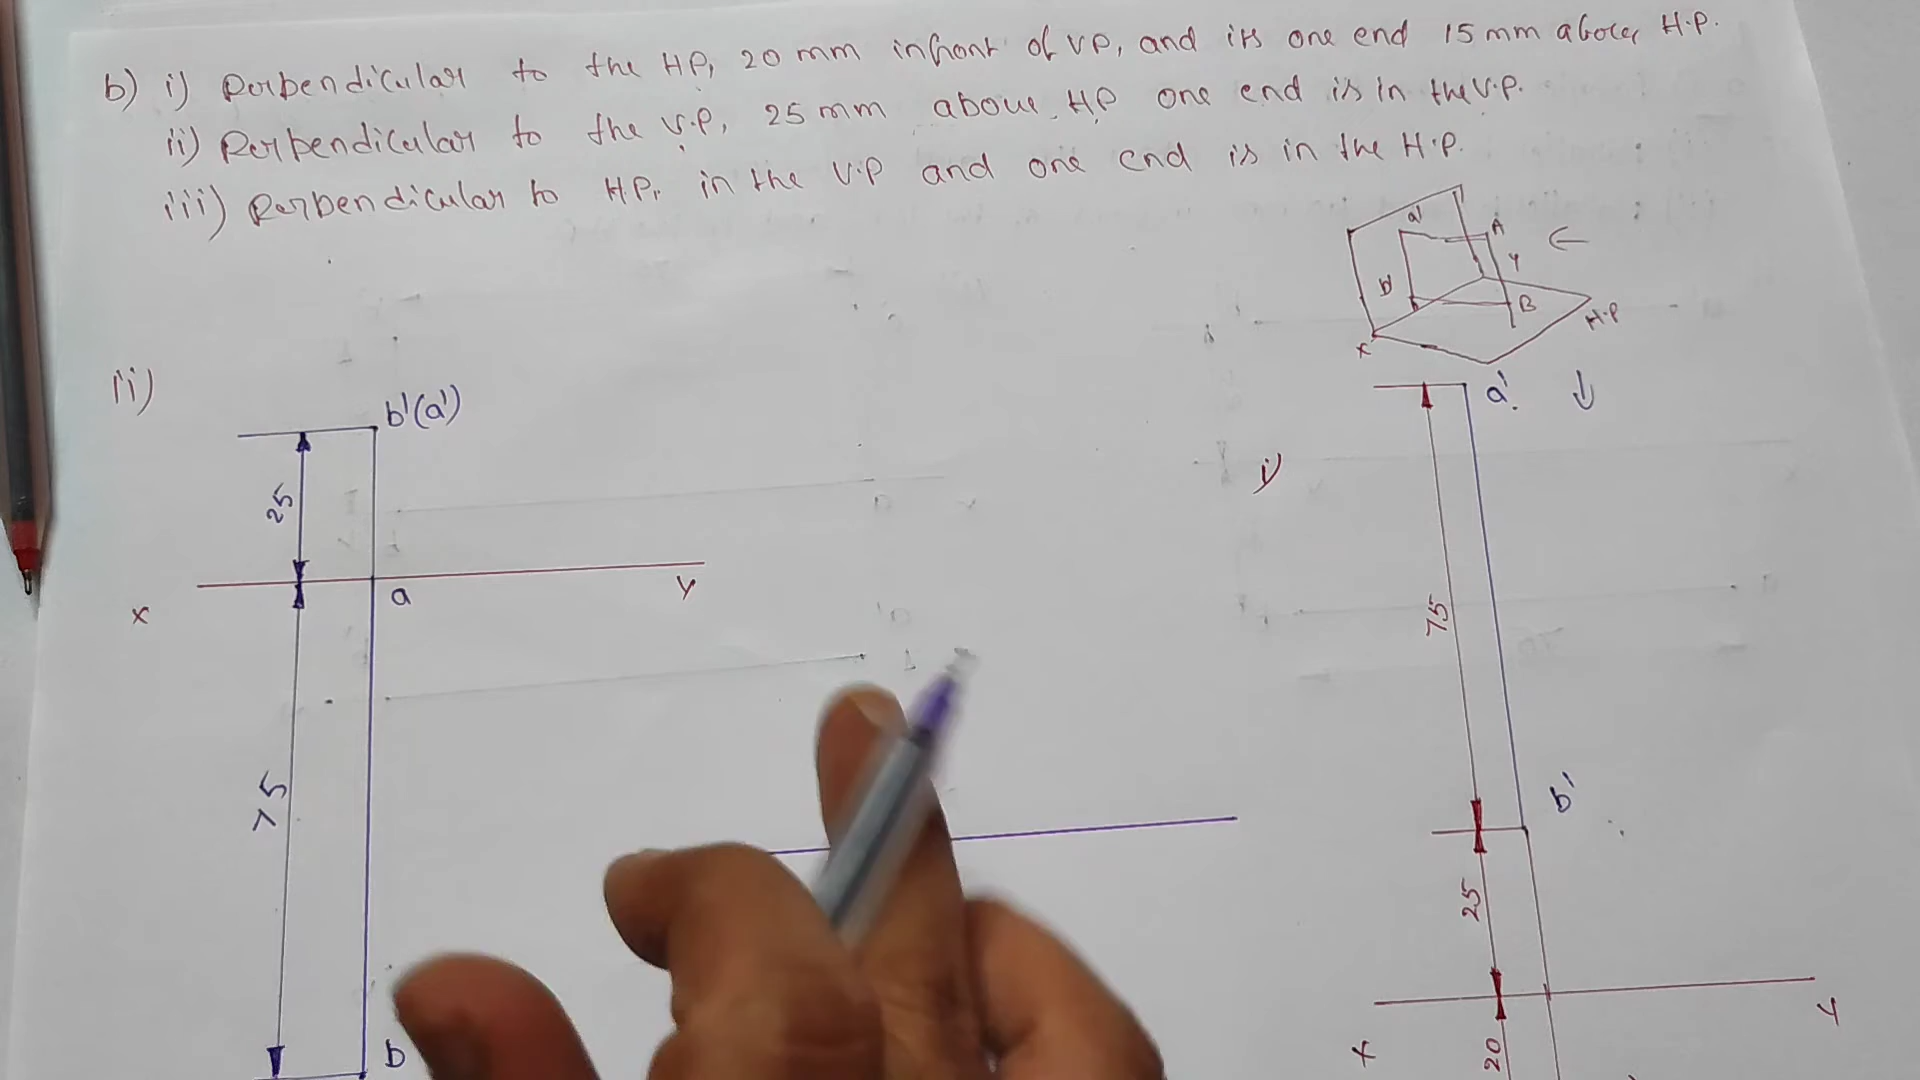 b) i) Perpendicular to the HP, 20 mm infront of VP, and its one end 15 mm above H.P.
ii) Perpendicular to the V.P, 25 mm above HP one end is in the V.P.
iii) Perpendicular to H.P, in the V.P and one end is in the H.P.
a' A
Y
b' B
H.P
X
ii)
b'(a')
25
X a Y
75
b
i)
a'
75
b'
25
X Y
20